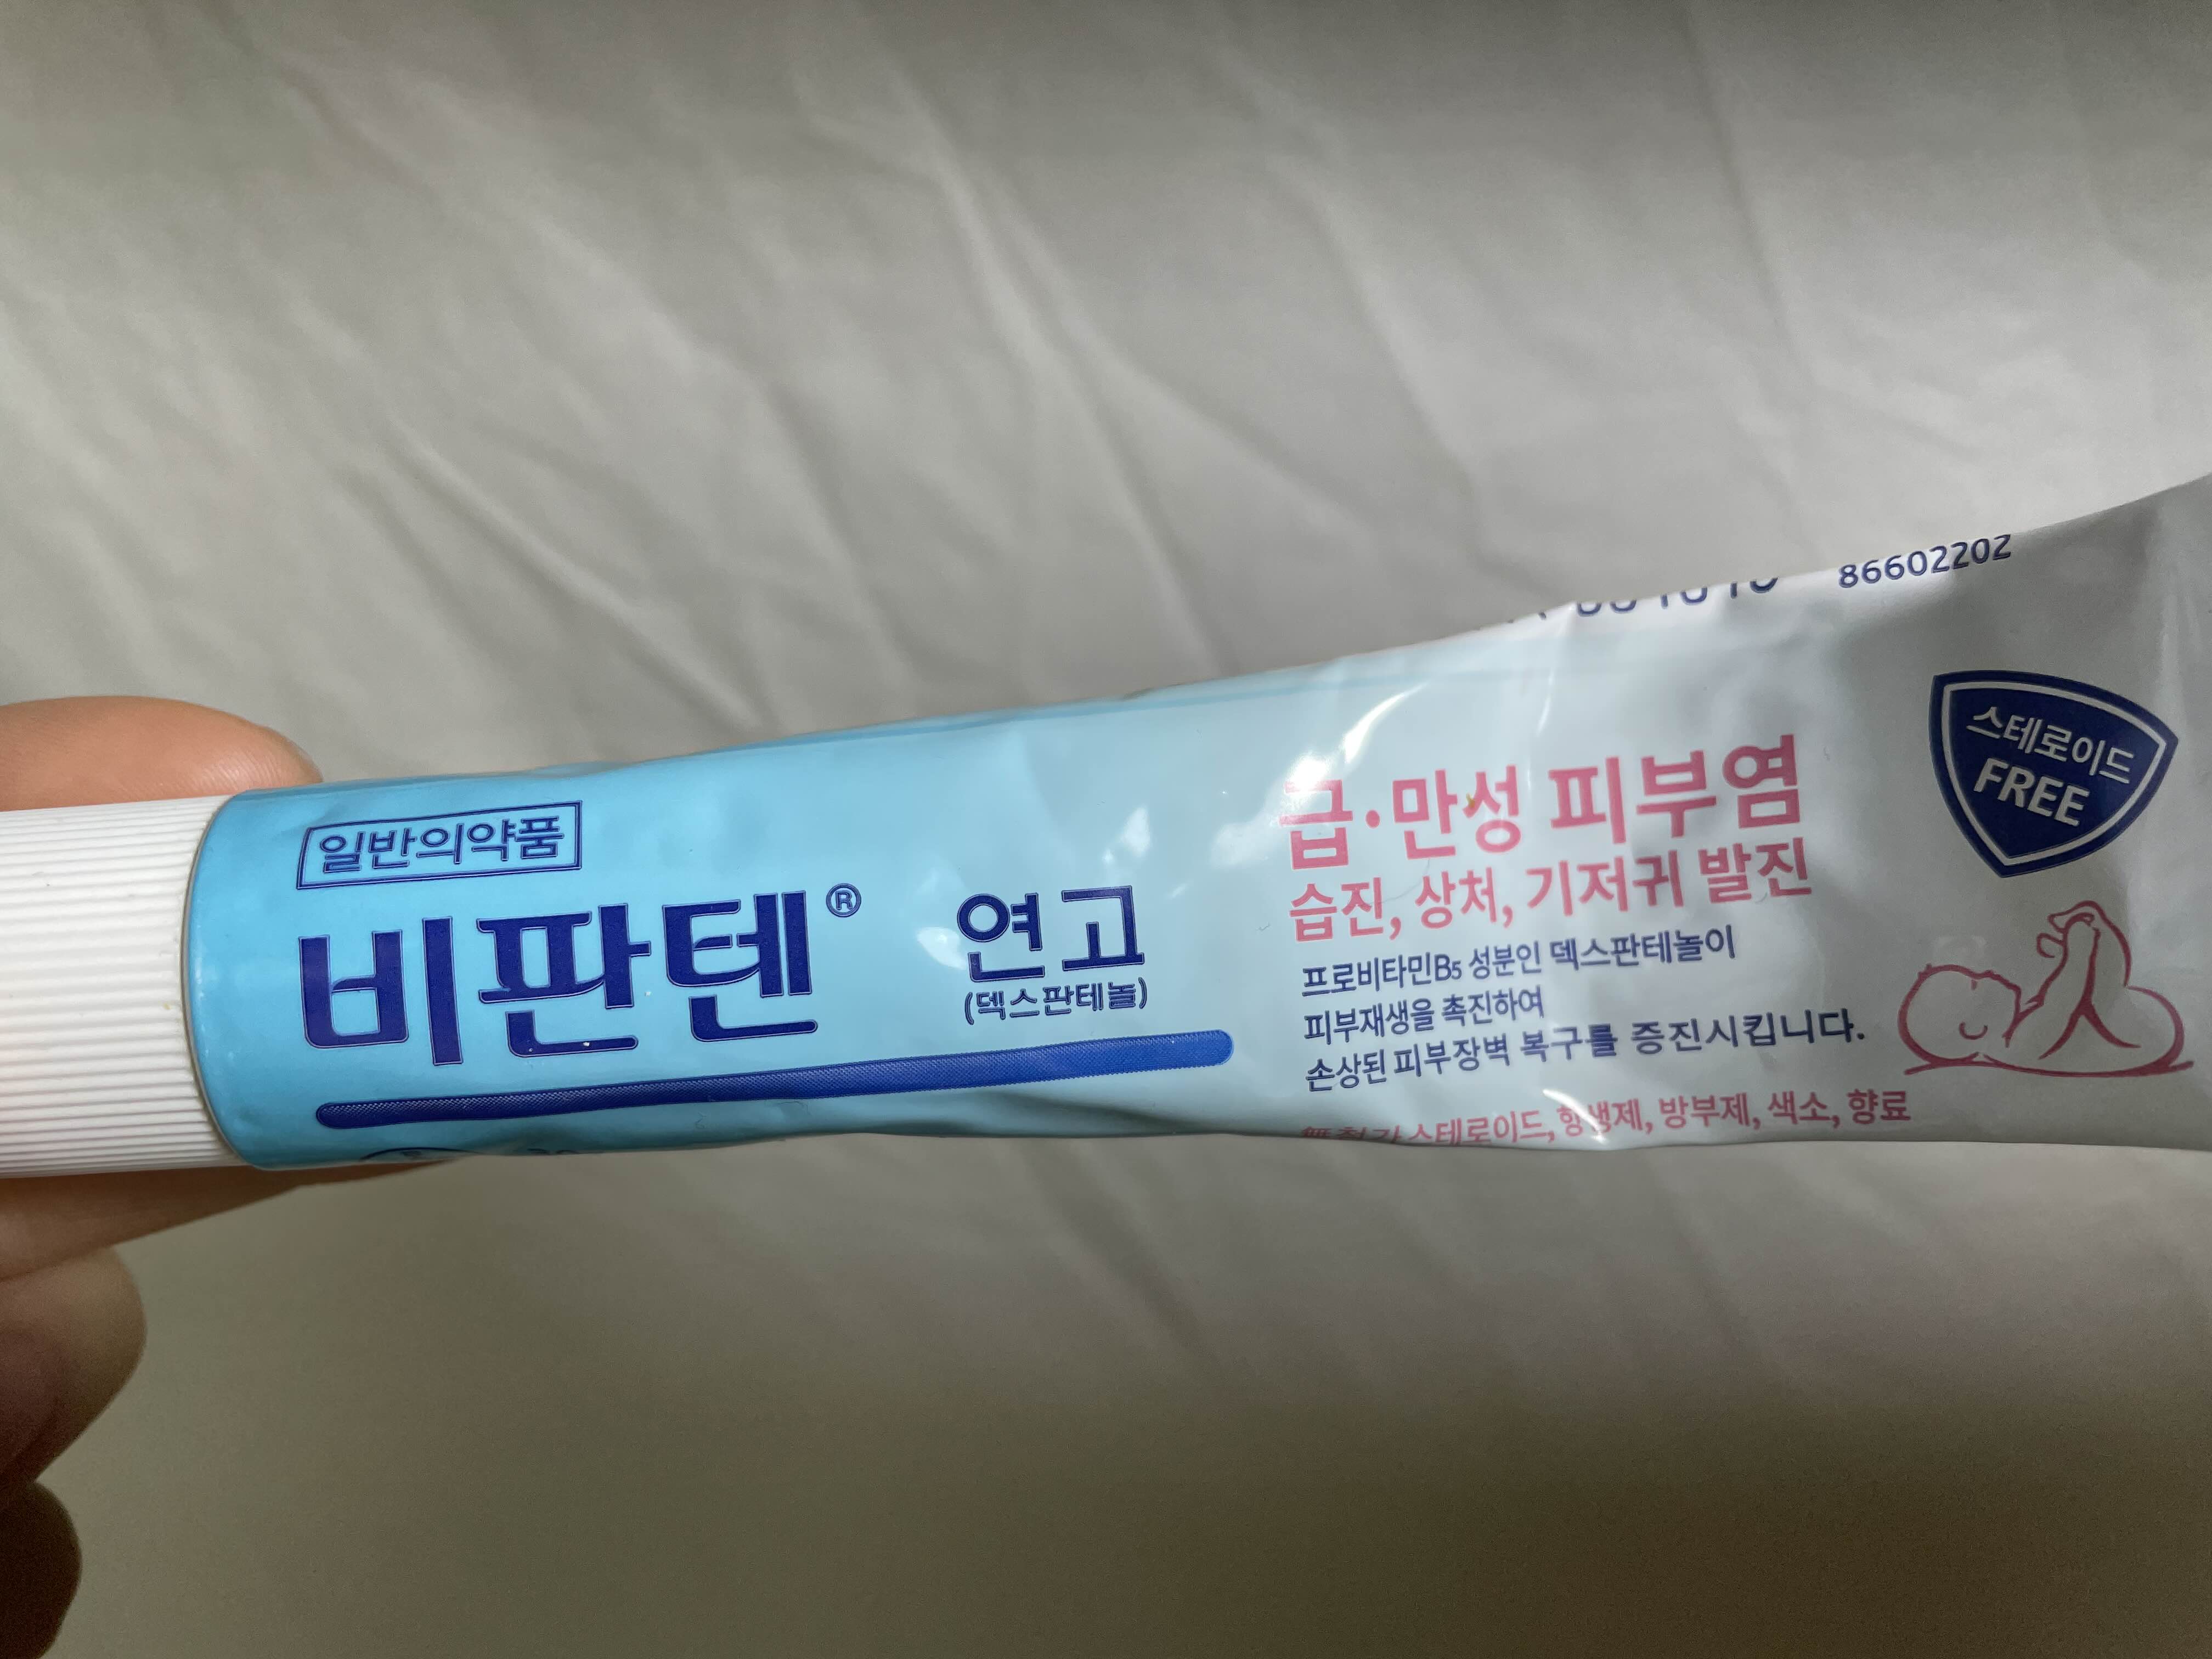 86602202
일반의약품
비판텐®
연고
(덱스판테놀)
급·만성 피부염
습진, 상처, 기저귀 발진
프로비타민B5 성분인 덱스판테놀이
피부재생을 촉진하여
손상된 피부장벽 복구를 증진시킵니다.
스테로이드, 항생제, 방부제, 색소, 향료
스테로이드
FREE